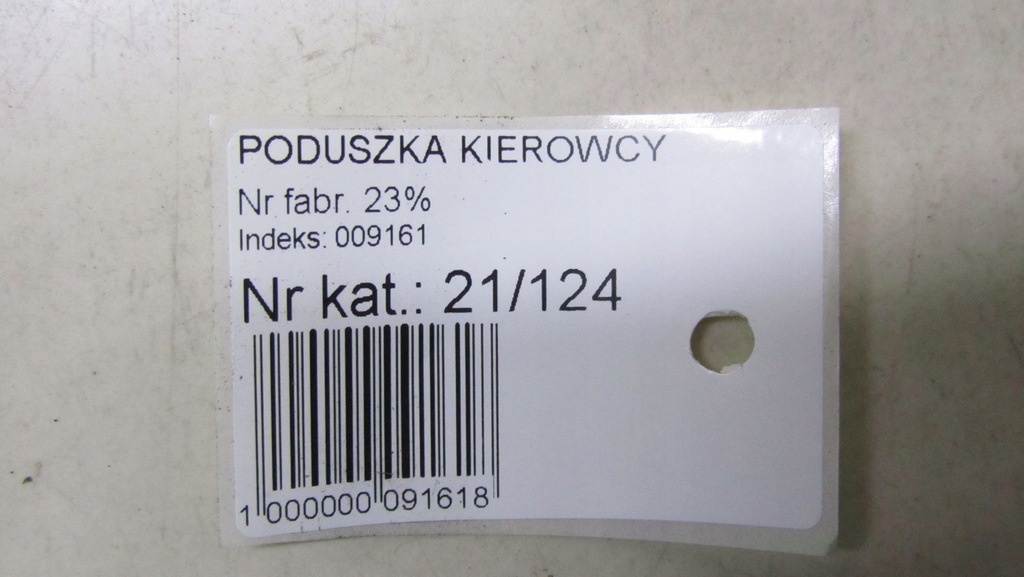 PODUSZKA KIEROWCY
Nr fabr. 23%
Indeks: 009161
Nr kat.: 21/124
1 000000 091618